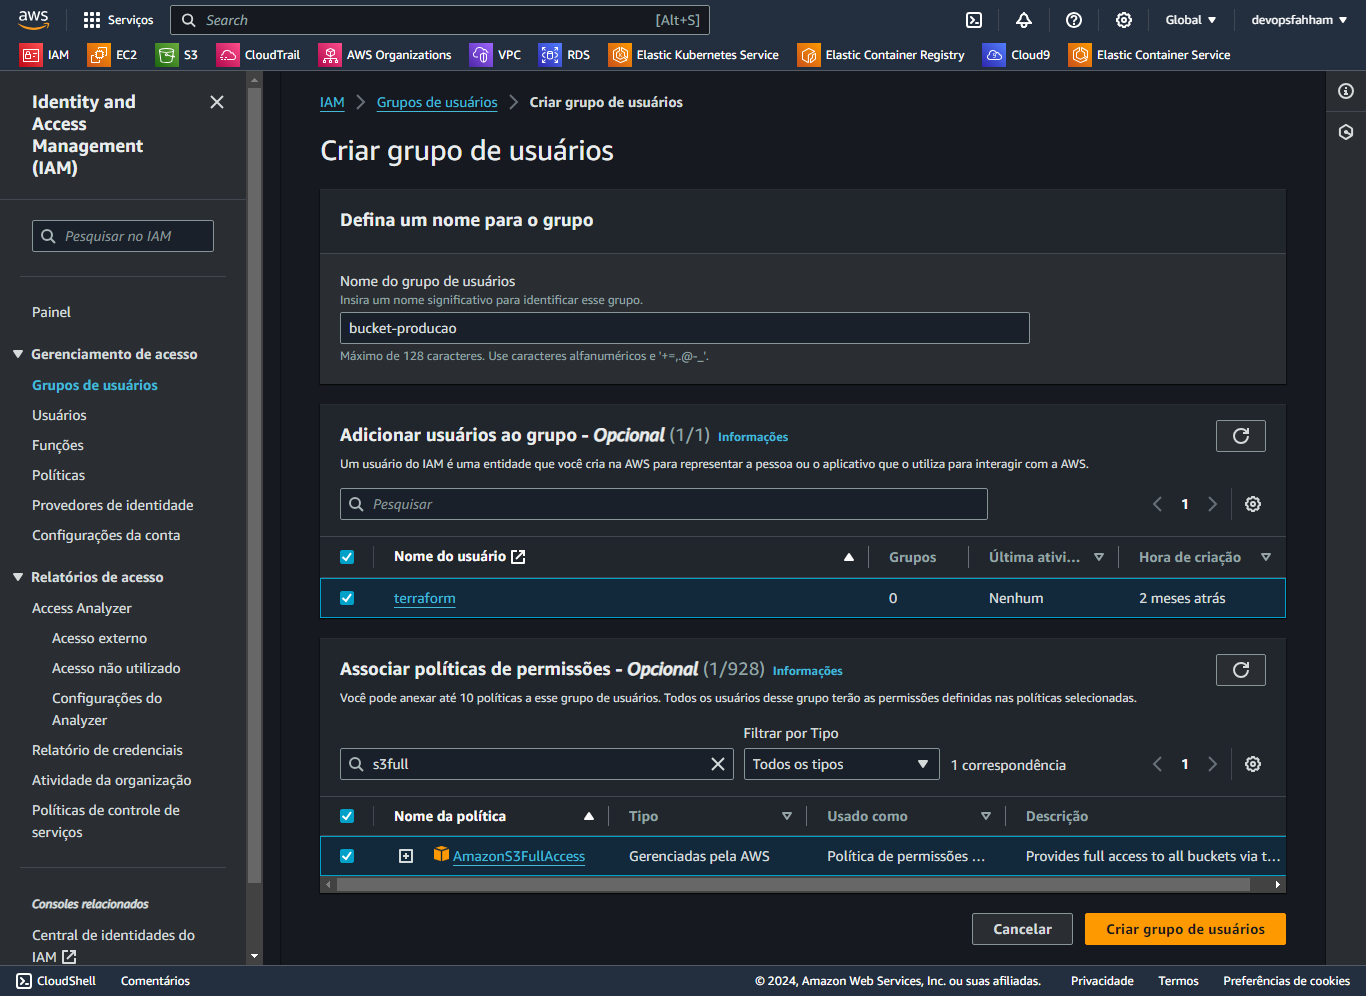 aws
Serviços
Search
[Alt+S]
Global
devopsfahham
IAM
EC2
S3
CloudTrail
AWS Organizations
VPC
RDS
Elastic Kubernetes Service
Elastic Container Registry
Cloud9
Elastic Container Service
Identity and
Access
Management
(IAM)
Pesquisar no IAM
Painel
Gerenciamento de acesso
Grupos de usuários
Usuários
Funções
Políticas
Provedores de identidade
Configurações da conta
Relatórios de acesso
Access Analyzer
Acesso externo
Acesso não utilizado
Configurações do
Analyzer
Relatório de credenciais
Atividade da organização
Políticas de controle de
serviços
Consoles relacionados
Central de identidades do
IAM
IAM
Grupos de usuários
Criar grupo de usuários
Criar grupo de usuários
Defina um nome para o grupo
Nome do grupo de usuários
Insira um nome significativo para identificar esse grupo.
bucket-producao
Máximo de 128 caracteres. Use caracteres alfanuméricos e '+=,.@-_'.
Adicionar usuários ao grupo - Opcional (1/1) Informações
Um usuário do IAM é uma entidade que você cria na AWS para representar a pessoa ou o aplicativo que o utiliza para interagir com a AWS.
Pesquisar
1
Nome do usuário Grupos Última ativi... Hora de criação
terraform 0 Nenhum 2 meses atrás
Associar políticas de permissões - Opcional (1/928) Informações
Você pode anexar até 10 políticas a esse grupo de usuários. Todos os usuários desse grupo terão as permissões definidas nas políticas selecionadas.
Filtrar por Tipo
s3full Todos os tipos 1 correspondência 1
Nome da política Tipo Usado como Descrição
AmazonS3FullAccess Gerenciadas pela AWS Política de permissões ... Provides full access to all buckets via t...
Cancelar
Criar grupo de usuários
CloudShell
Comentários
© 2024, Amazon Web Services, Inc. ou suas afiliadas.
Privacidade
Termos
Preferências de cookies